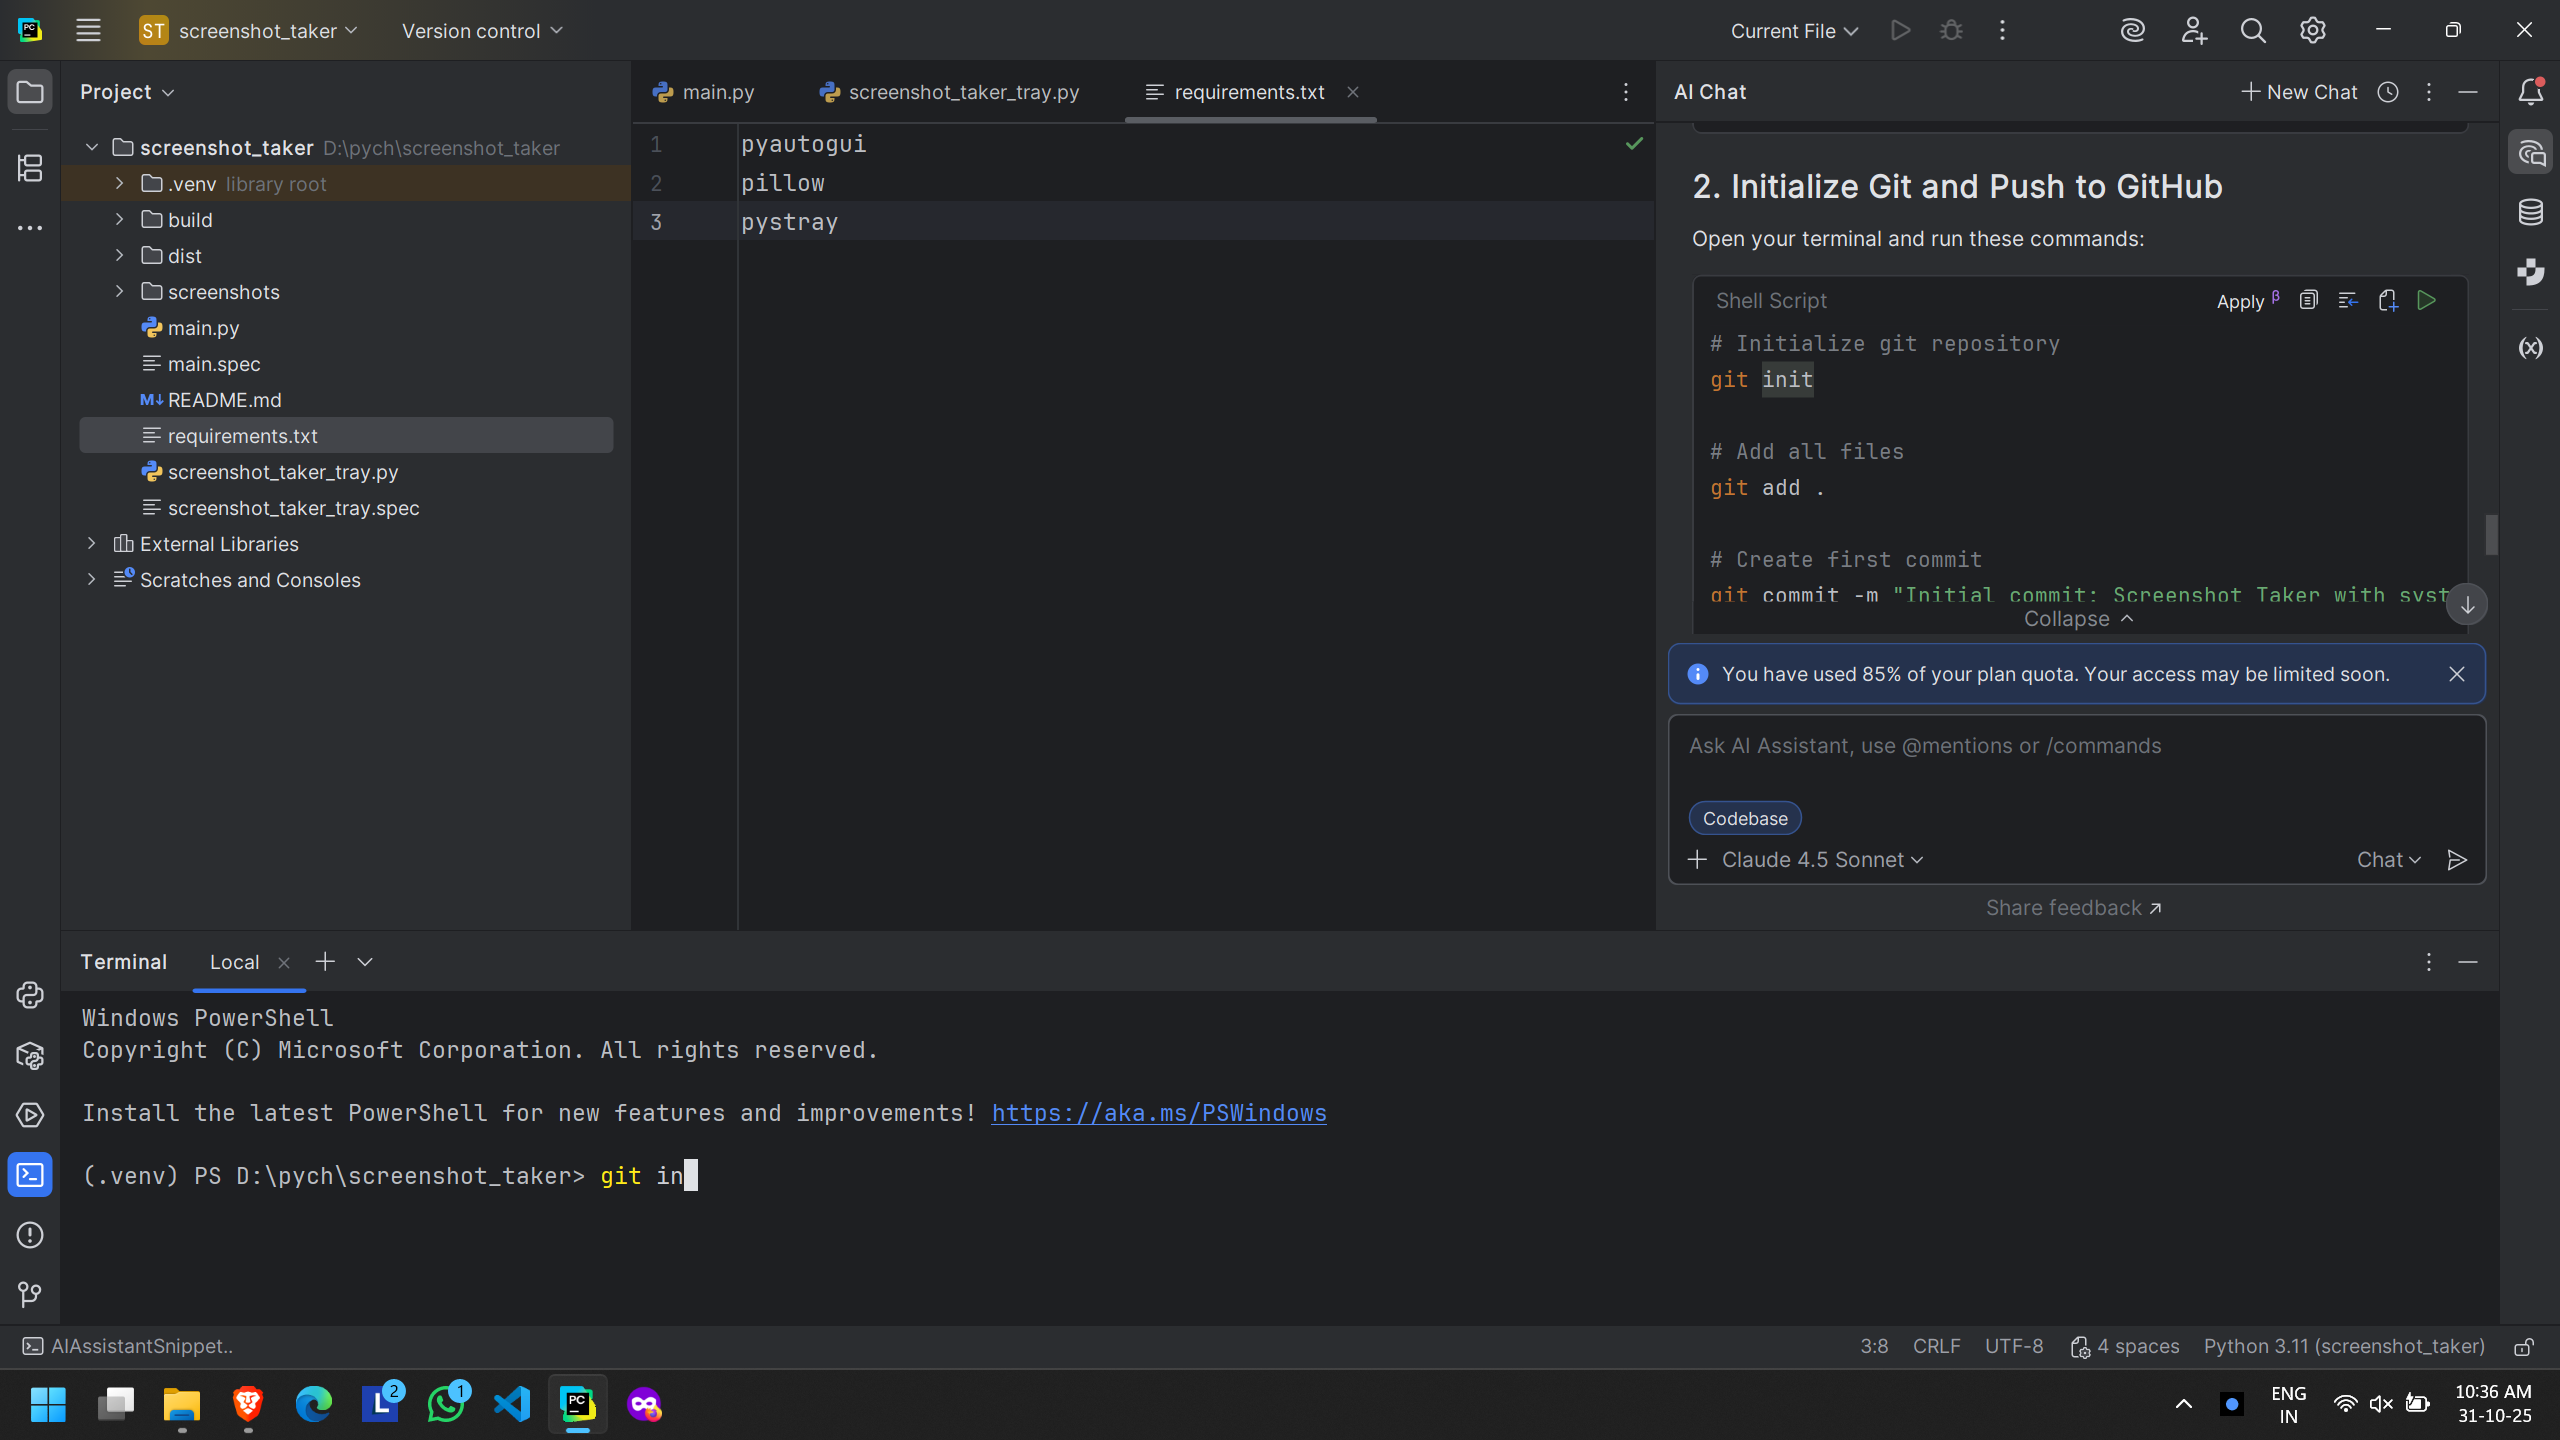 PC
ST screenshot_taker
Version control
Current File
Project
screenshot_taker D:\pych\screenshot_taker
.venv library root
build
dist
screenshots
main.py
main.spec
M↓ README.md
requirements.txt
screenshot_taker_tray.py
screenshot_taker_tray.spec
External Libraries
Scratches and Consoles
main.py
screenshot_taker_tray.py
requirements.txt
1 pyautogui
2 pillow
3 pystray
AI Chat
New Chat
2. Initialize Git and Push to GitHub
Open your terminal and run these commands:
Shell Script
Apply β
# Initialize git repository
git init
# Add all files
git add .
# Create first commit
git commit -m "Initial commit: Screenshot Taker with syst
Collapse
You have used 85% of your plan quota. Your access may be limited soon.
Ask AI Assistant, use @mentions or /commands
Codebase
Claude 4.5 Sonnet
Chat
Share feedback ↗
Terminal
Local
Windows PowerShell
Copyright (C) Microsoft Corporation. All rights reserved.
Install the latest PowerShell for new features and improvements! https://aka.ms/PSWindows
(.venv) PS D:\pych\screenshot_taker> git in
AIAssistantSnippet..
3:8
CRLF
UTF-8
4 spaces
Python 3.11 (screenshot_taker)
L
2
1
PC
ENG
IN
10:36 AM
31-10-25